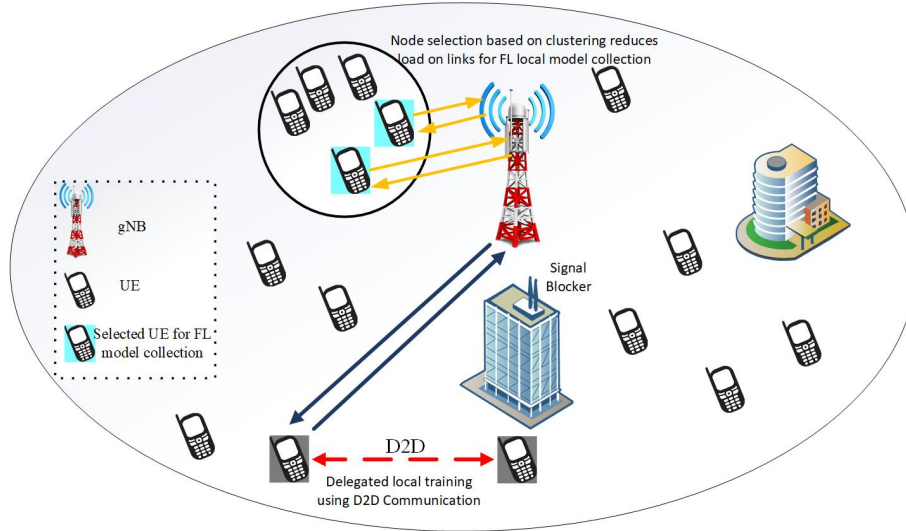 Node selection based on clustering reduces
load on links for FL local model collection
gNB
UE
Selected UE for FL
model collection
Signal
Blocker
D2D
Delegated local training
using D2D Communication